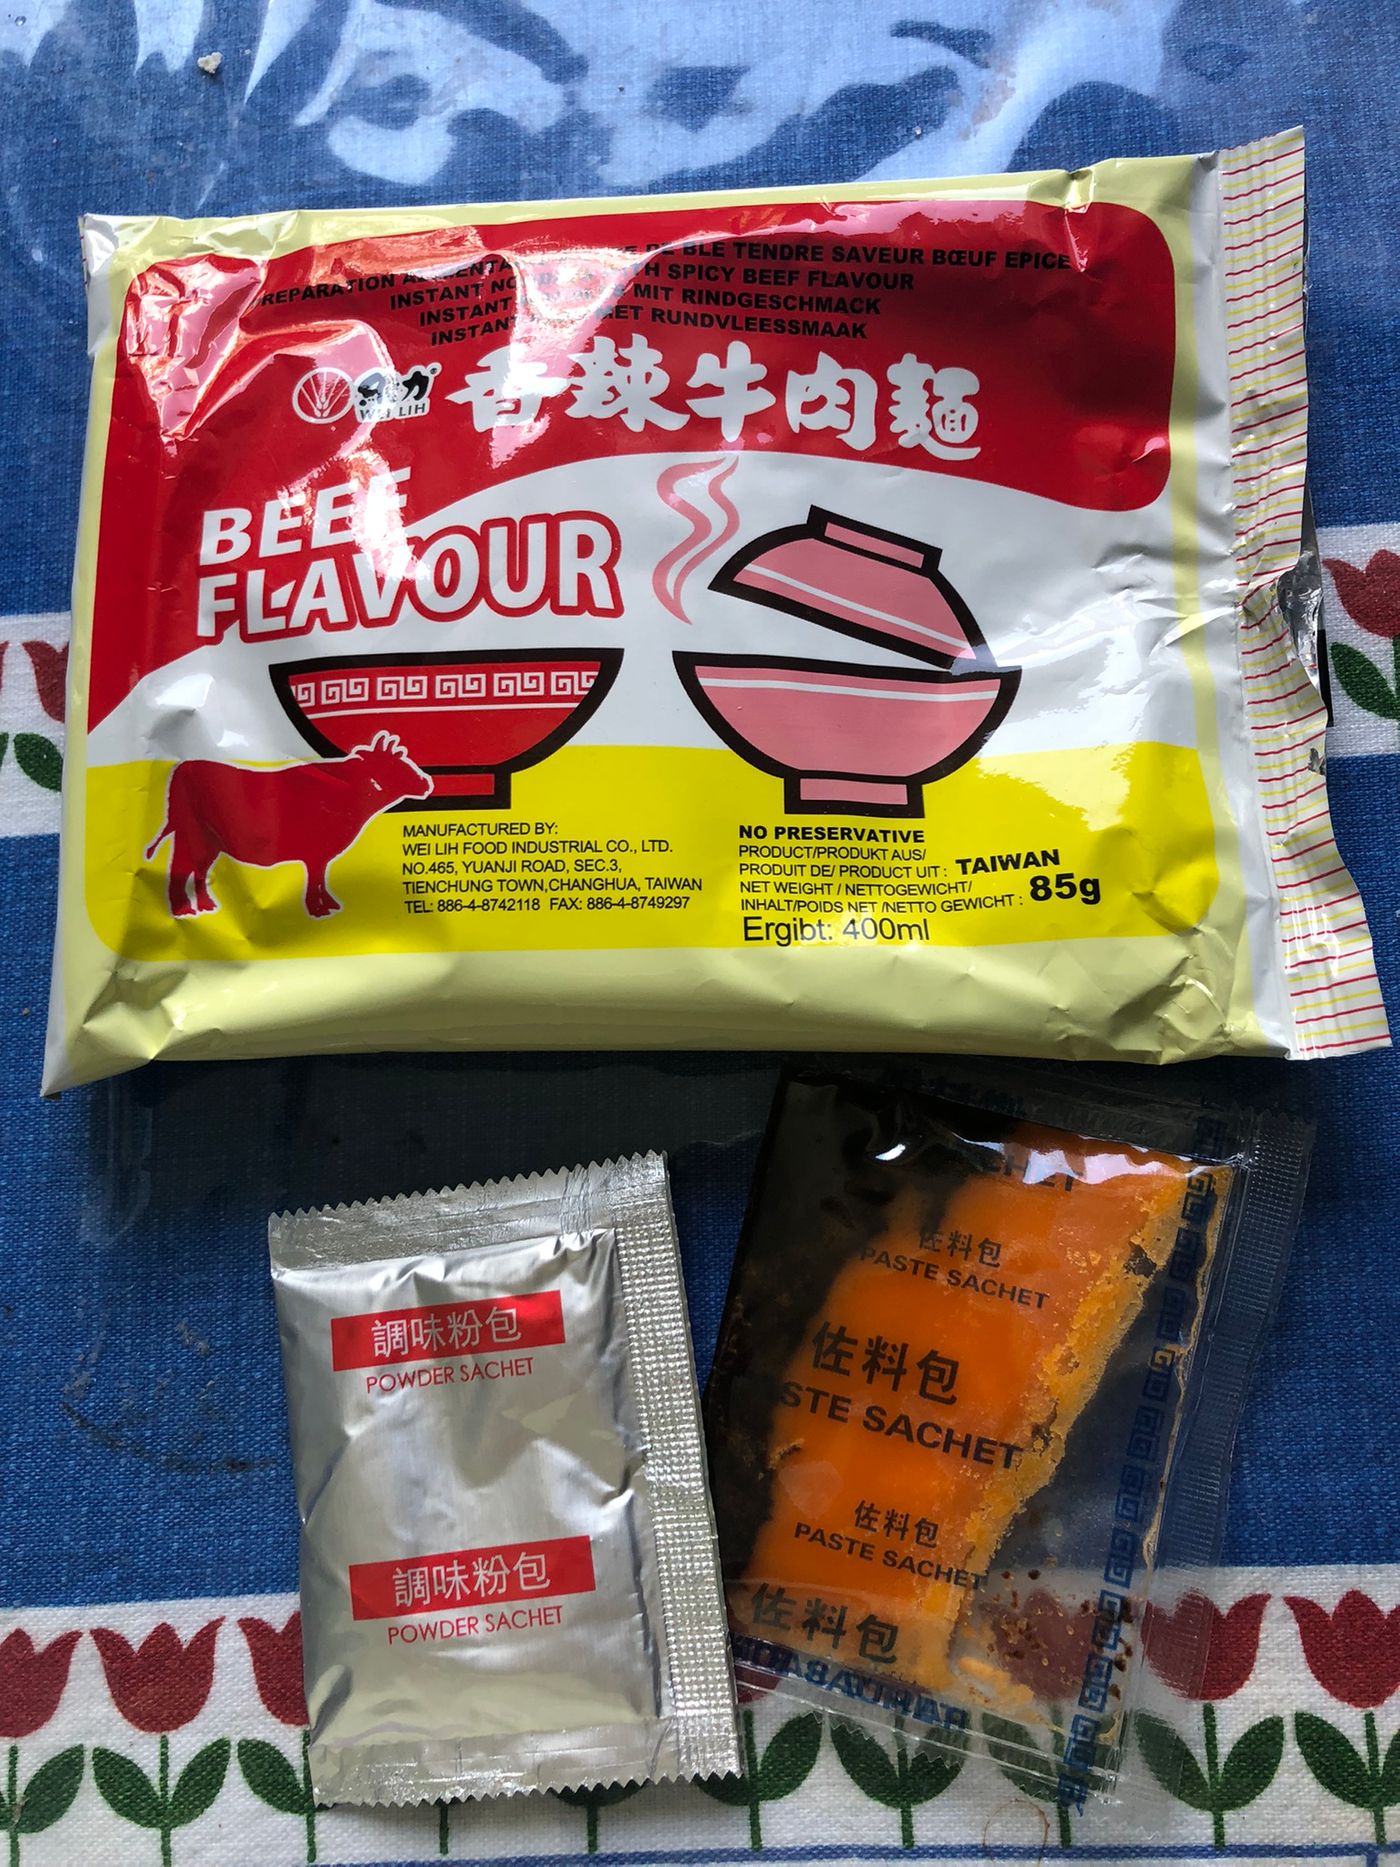 PREPARATION ALIMENTA DE BLE TENDRE SAVEUR BŒUF EPICE
INSTANT NOODLES WITH SPICY BEEF FLAVOUR
INSTANT MIT RINDGESCHMACK
INSTANT MET RUNDVLEESSMAAK
WEI LIH
香辣牛肉麵
BEEF
FLAVOUR
MANUFACTURED BY:
WEI LIH FOOD INDUSTRIAL CO., LTD.
NO.465, YUANJI ROAD, SEC.3,
TIENCHUNG TOWN,CHANGHUA, TAIWAN
TEL: 886-4-8742118 FAX: 886-4-8749297
NO PRESERVATIVE
PRODUCT/PRODUKT AUS/
PRODUIT DE/ PRODUCT UIT : TAIWAN
NET WEIGHT / NETTOGEWICHT/
INHALT/POIDS NET /NETTO GEWICHT : 85g
Ergibt: 400ml
調味粉包
POWDER SACHET
調味粉包
POWDER SACHET
CHET
佐料包
PASTE SACHET
佐料包
STE SACHET
佐料包
PASTE SACHET
佐料包